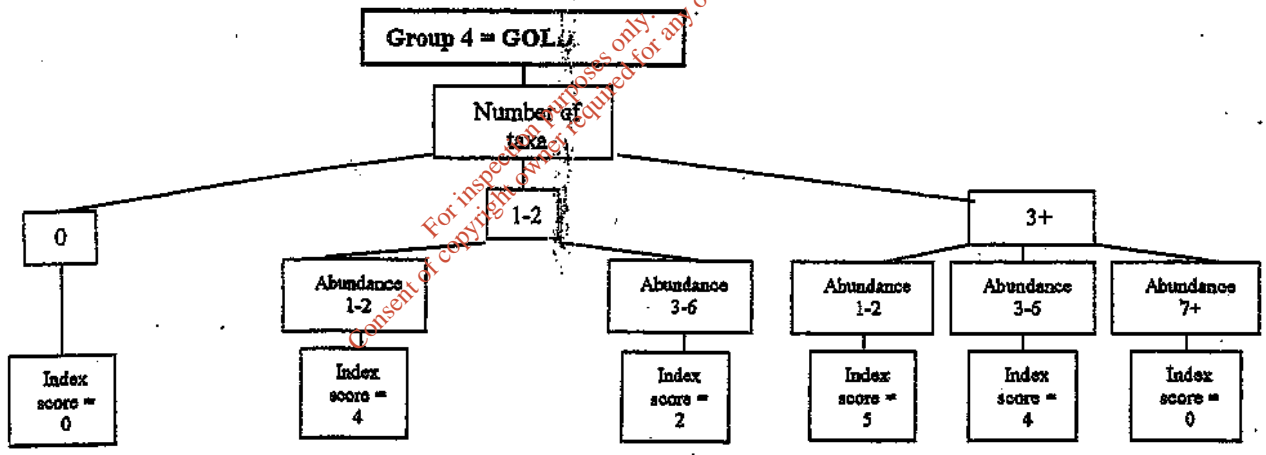 Group 4 = GOLD
Number of
taxa
0
1-2
3+
Abundance
1-2
Abundance
3-6
Abundance
1-2
Abundance
3-6
Abundance
7+
Index
score =
0
Index
score =
4
Index
score =
2
Index
score =
5
Index
score =
4
Index
score =
0
For inspection purposes only.
Consent of copyright owner required for any o